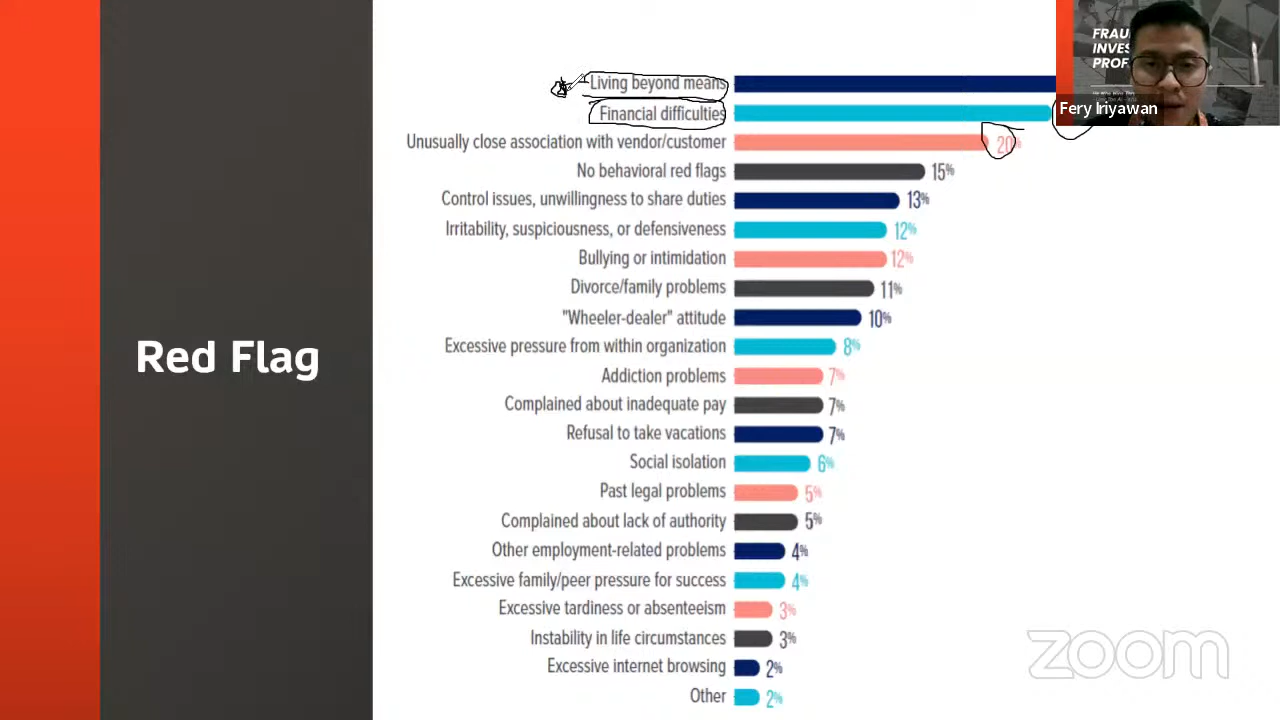 Red Flag
Living beyond means
Financial difficulties
Unusually close association with vendor/customer 20%
No behavioral red flags 15%
Control issues, unwillingness to share duties 13%
Irritability, suspiciousness, or defensiveness 12%
Bullying or intimidation 12%
Divorce/family problems 11%
"Wheeler-dealer" attitude 10%
Excessive pressure from within organization 8%
Addiction problems 7%
Complained about inadequate pay 7%
Refusal to take vacations 7%
Social isolation 6%
Past legal problems 5%
Complained about lack of authority 5%
Other employment-related problems 4%
Excessive family/peer pressure for success 4%
Excessive tardiness or absenteeism 3%
Instability in life circumstances 3%
Excessive internet browsing 2%
Other 2%
FRAU
INVES
PROF
Fery Iriyawan
zoom